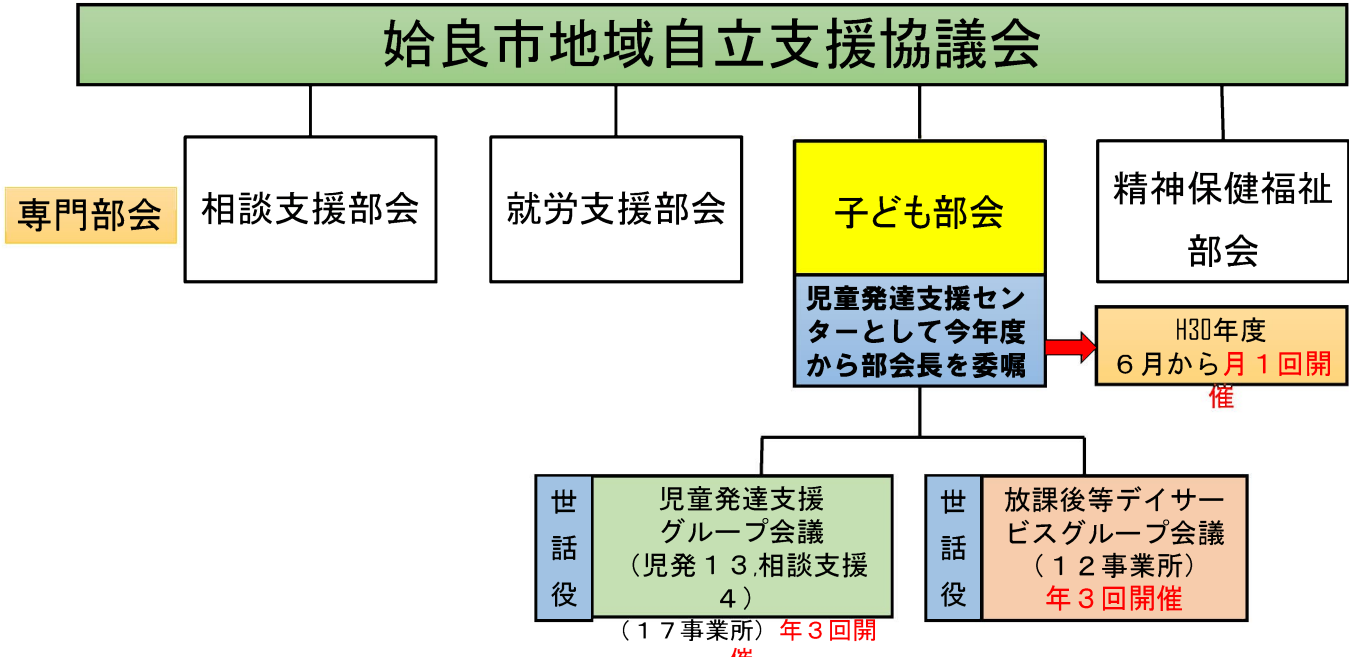 姶良市地域自立支援協議会
専門部会
相談支援部会
就労支援部会
子ども部会
精神保健福祉
部会
児童発達支援セン
ターとして今年度
から部会長を委嘱
H30年度
６月から月１回開
催
世
話
役
児童発達支援
グループ会議
（児発１３,相談支援
４）
（１７事業所）年３回開
催
世
話
役
放課後等デイサー
ビスグループ会議
（１２事業所）
年３回開催